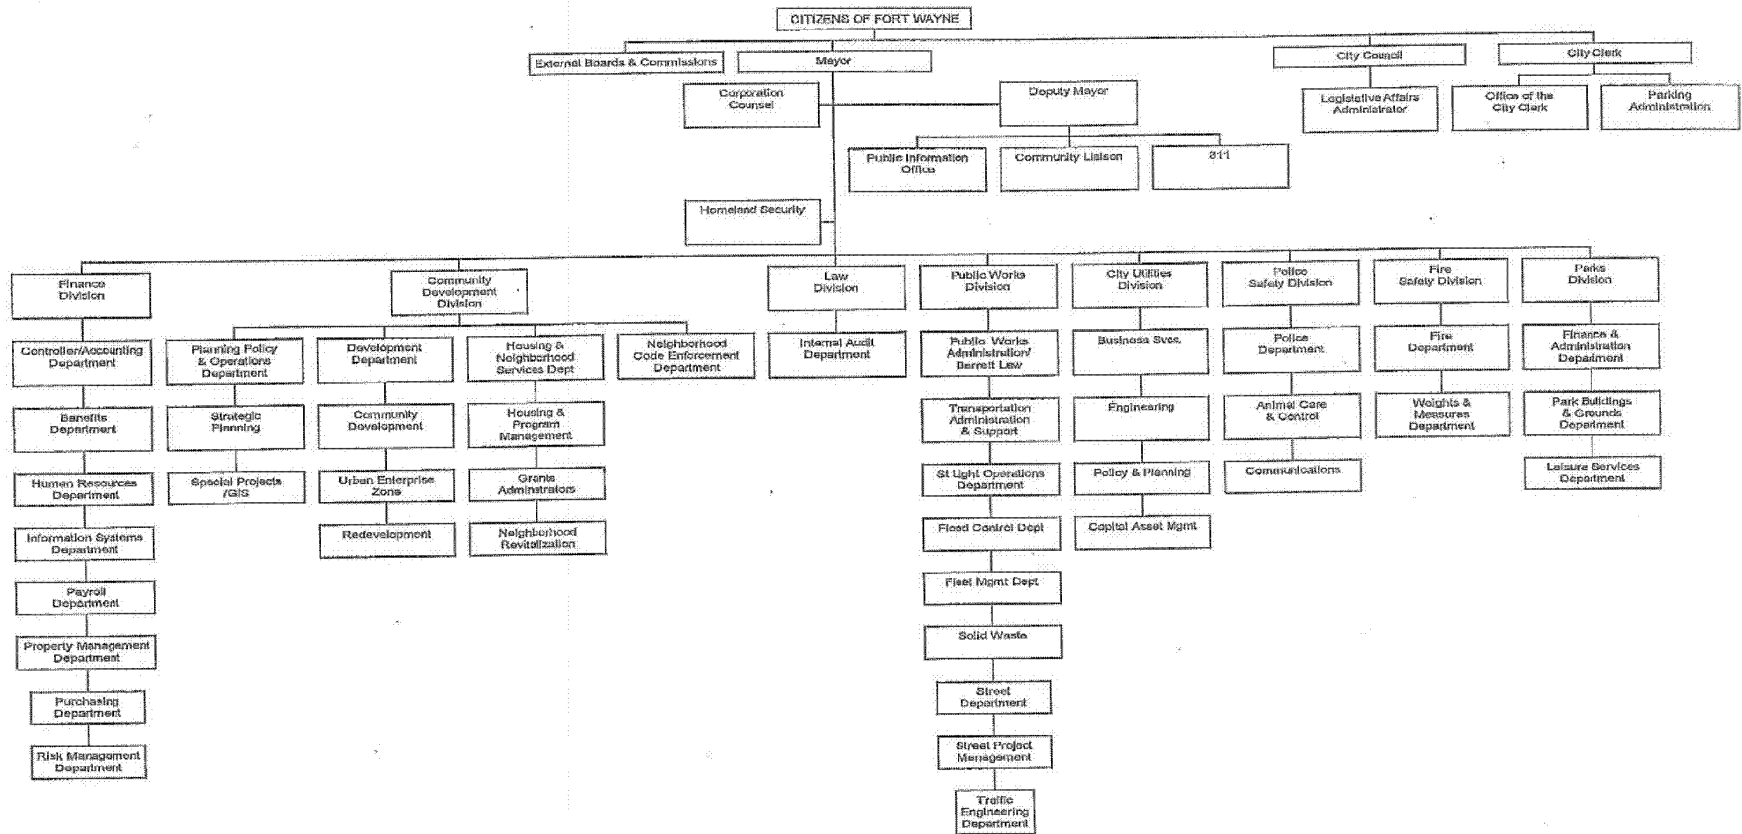 CITIZENS OF FORT WAYNE
External Boards & Commissions
Mayor
City Council
City Clerk
Corporation
Counsel
Deputy Mayor
Legislative Affairs
Administrator
Office of the
City Clerk
Parking
Administration
Public Information
Office
Community Liaison
311
Homeland Security
Finance
Division
Community
Development
Division
Law
Division
Public Works
Division
City Utilities
Division
Police
Safety Division
Fire
Safety Division
Parks
Division
Controller/Accounting
Department
Benefits
Department
Human Resources
Department
Information Systems
Department
Payroll
Department
Property Management
Department
Purchasing
Department
Risk Management
Department
Planning Policy
& Operations
Department
Strategic
Planning
Special Projects
/GIS
Development
Department
Community
Development
Urban Enterprise
Zone
Redevelopment
Housing &
Neighborhood
Services Dept
Housing &
Program
Management
Grants
Administrators
Neighborhood
Revitalization
Neighborhood
Code Enforcement
Department
Internal Audit
Department
Public Works
Administration/
Barrett Law
Transportation
Administration
& Support
St Light Operations
Department
Flood Control Dept
Fleet Mgmt Dept
Solid Waste
Street
Department
Street Project
Management
Traffic
Engineering
Department
Business Svcs.
Engineering
Policy & Planning
Capital Asset Mgmt
Police
Department
Animal Care
& Control
Communications
Fire
Department
Weights &
Measures
Department
Finance &
Administration
Department
Park Buildings
& Grounds
Department
Leisure Services
Department